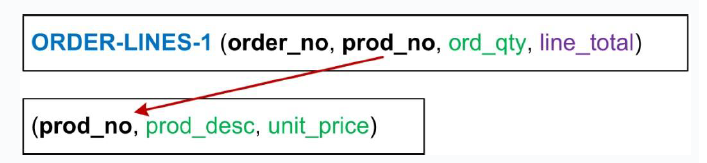 ORDER-LINES-1 (order_no, prod_no, ord_qty, line_total)
(prod_no, prod_desc, unit_price)